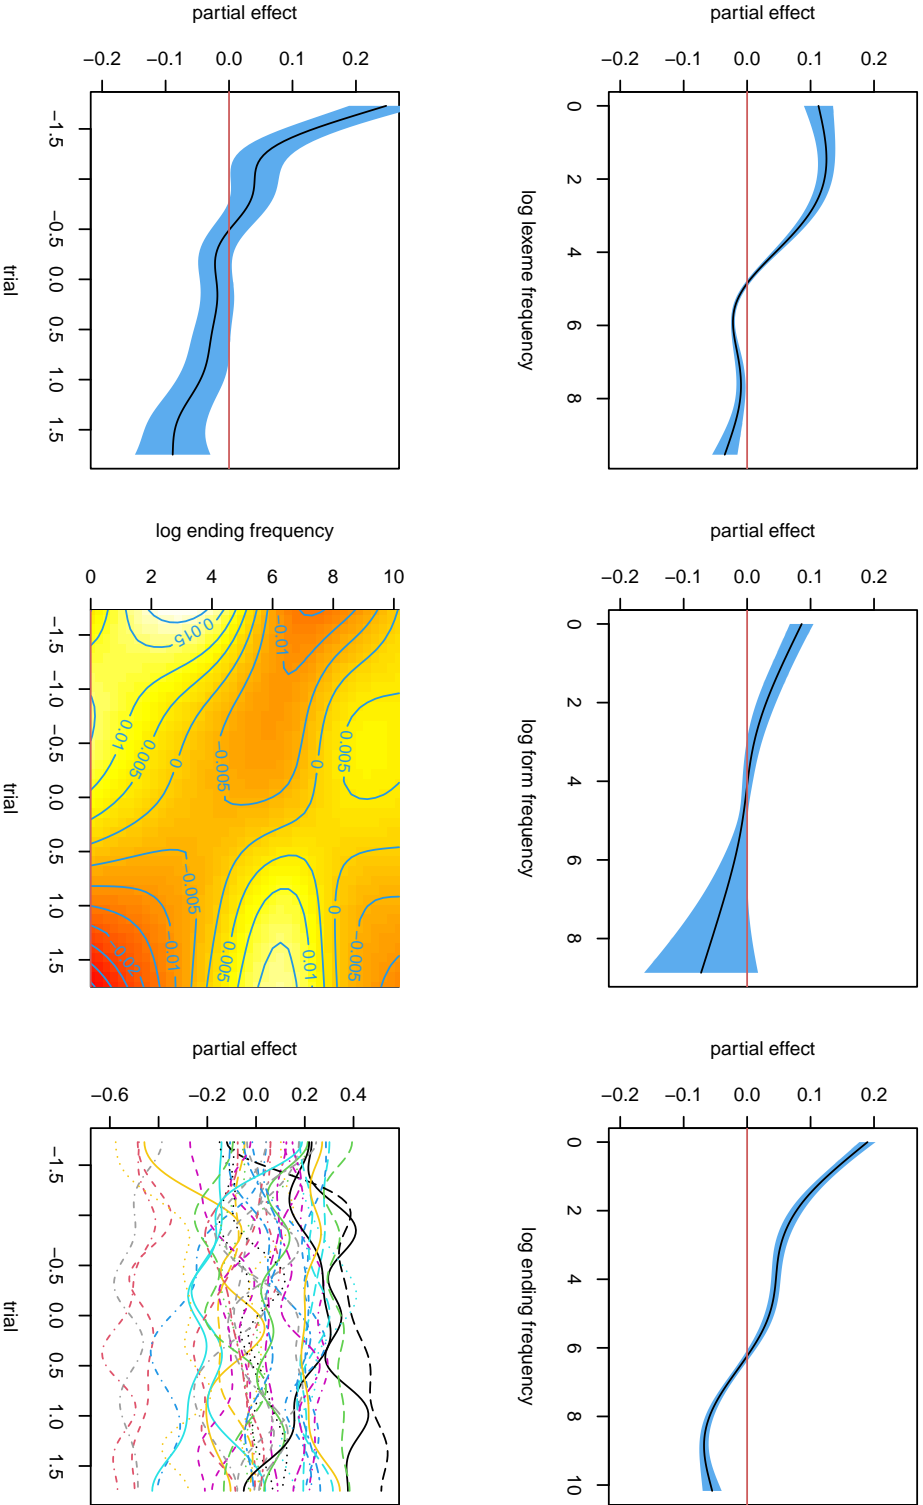 partial effect
−0.2 −0.1 0.0 0.1 0.2
−1.5 −0.5 0.0 0.5 1.0 1.5
trial
partial effect
−0.2 −0.1 0.0 0.1 0.2
0 2 4 6 8
log lexeme frequency
log ending frequency
0 2 4 6 8 10
0.015
−0.01
0.01
0.005
0
−0.005
0
0.005
−0.005
−0.01
0.005
0.01
0
−0.005
−1.5 −1.0 −0.5 0.0 0.5 1.0 1.5
trial
partial effect
−0.2 −0.1 0.0 0.1 0.2
0 2 4 6 8
log form frequency
partial effect
−0.6 −0.2 0.0 0.2 0.4
−1.5 −0.5 0.0 0.5 1.0 1.5
trial
partial effect
−0.2 −0.1 0.0 0.1 0.2
0 2 4 6 8 10
log ending frequency